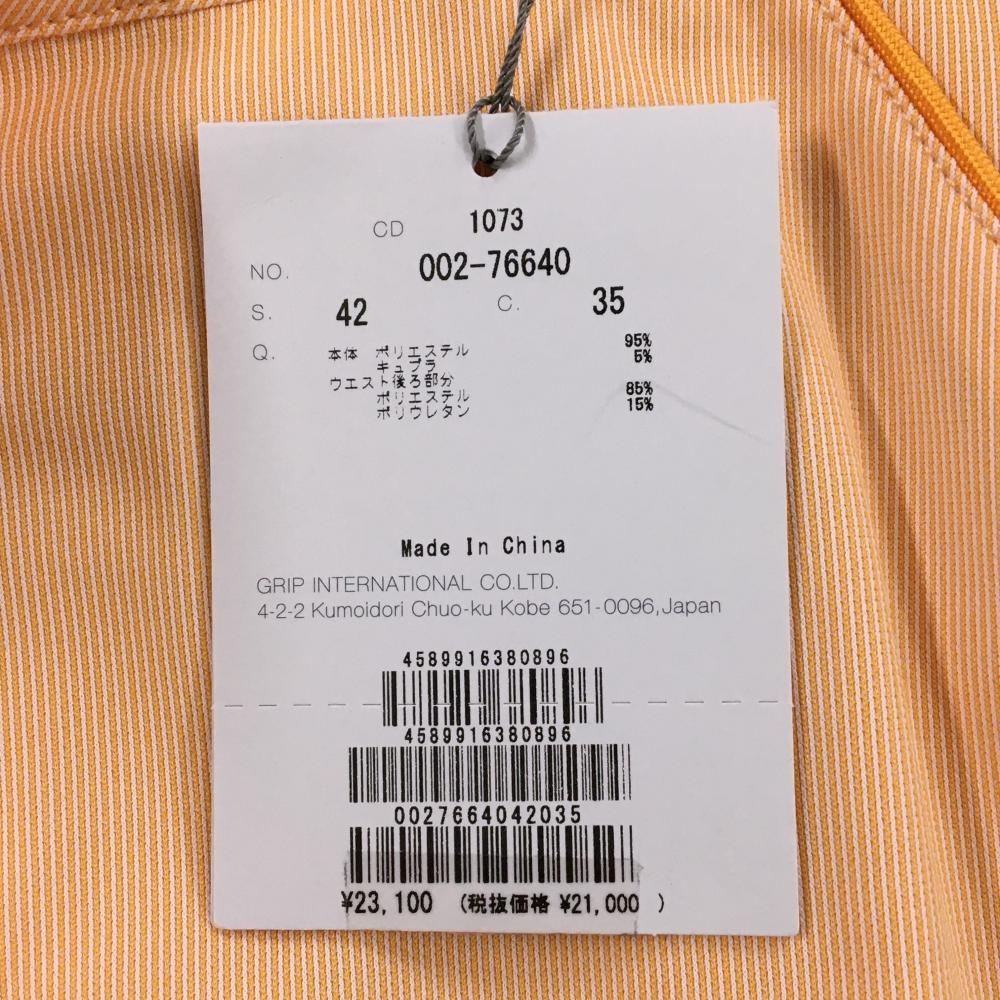 CD 1073
NO. 002-76640
S. 42 C. 35
Q. 本体 ポリエステル 95%
キュプラ 5%
ウエスト後ろ部分
ポリエステル 85%
ポリウレタン 15%
Made In China
GRIP INTERNATIONAL CO.LTD.
4-2-2 Kumoidori Chuo-ku Kobe 651-0096,Japan
4589916380896
4589916380896
0027664042035
¥23,100 (税抜価格 ¥21,000 )